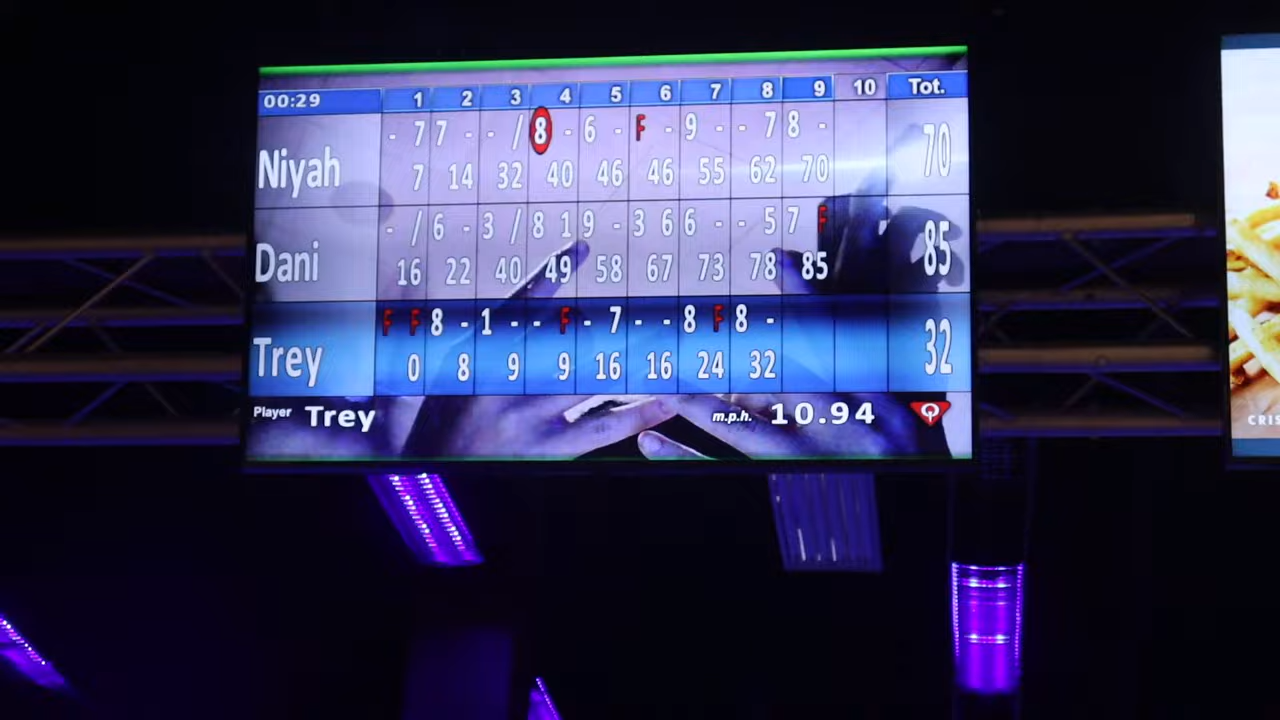 00:29 1 2 3 4 5 6 7 8 9 10 Tot.
- 7 7 - - / 8 - 6 - F - 9 - - 7 8 -
Niyah 7 14 32 40 46 46 55 62 70 70
- / 6 - 3 / 8 1 9 - 3 6 6 - - 5 7 F
Dani 16 22 40 49 58 67 73 78 85 85
F F 8 - 1 - - F - 7 - - 8 F 8 -
Trey 0 8 9 9 16 16 24 32 32
Player Trey m.p.h. 10.94
CRIS